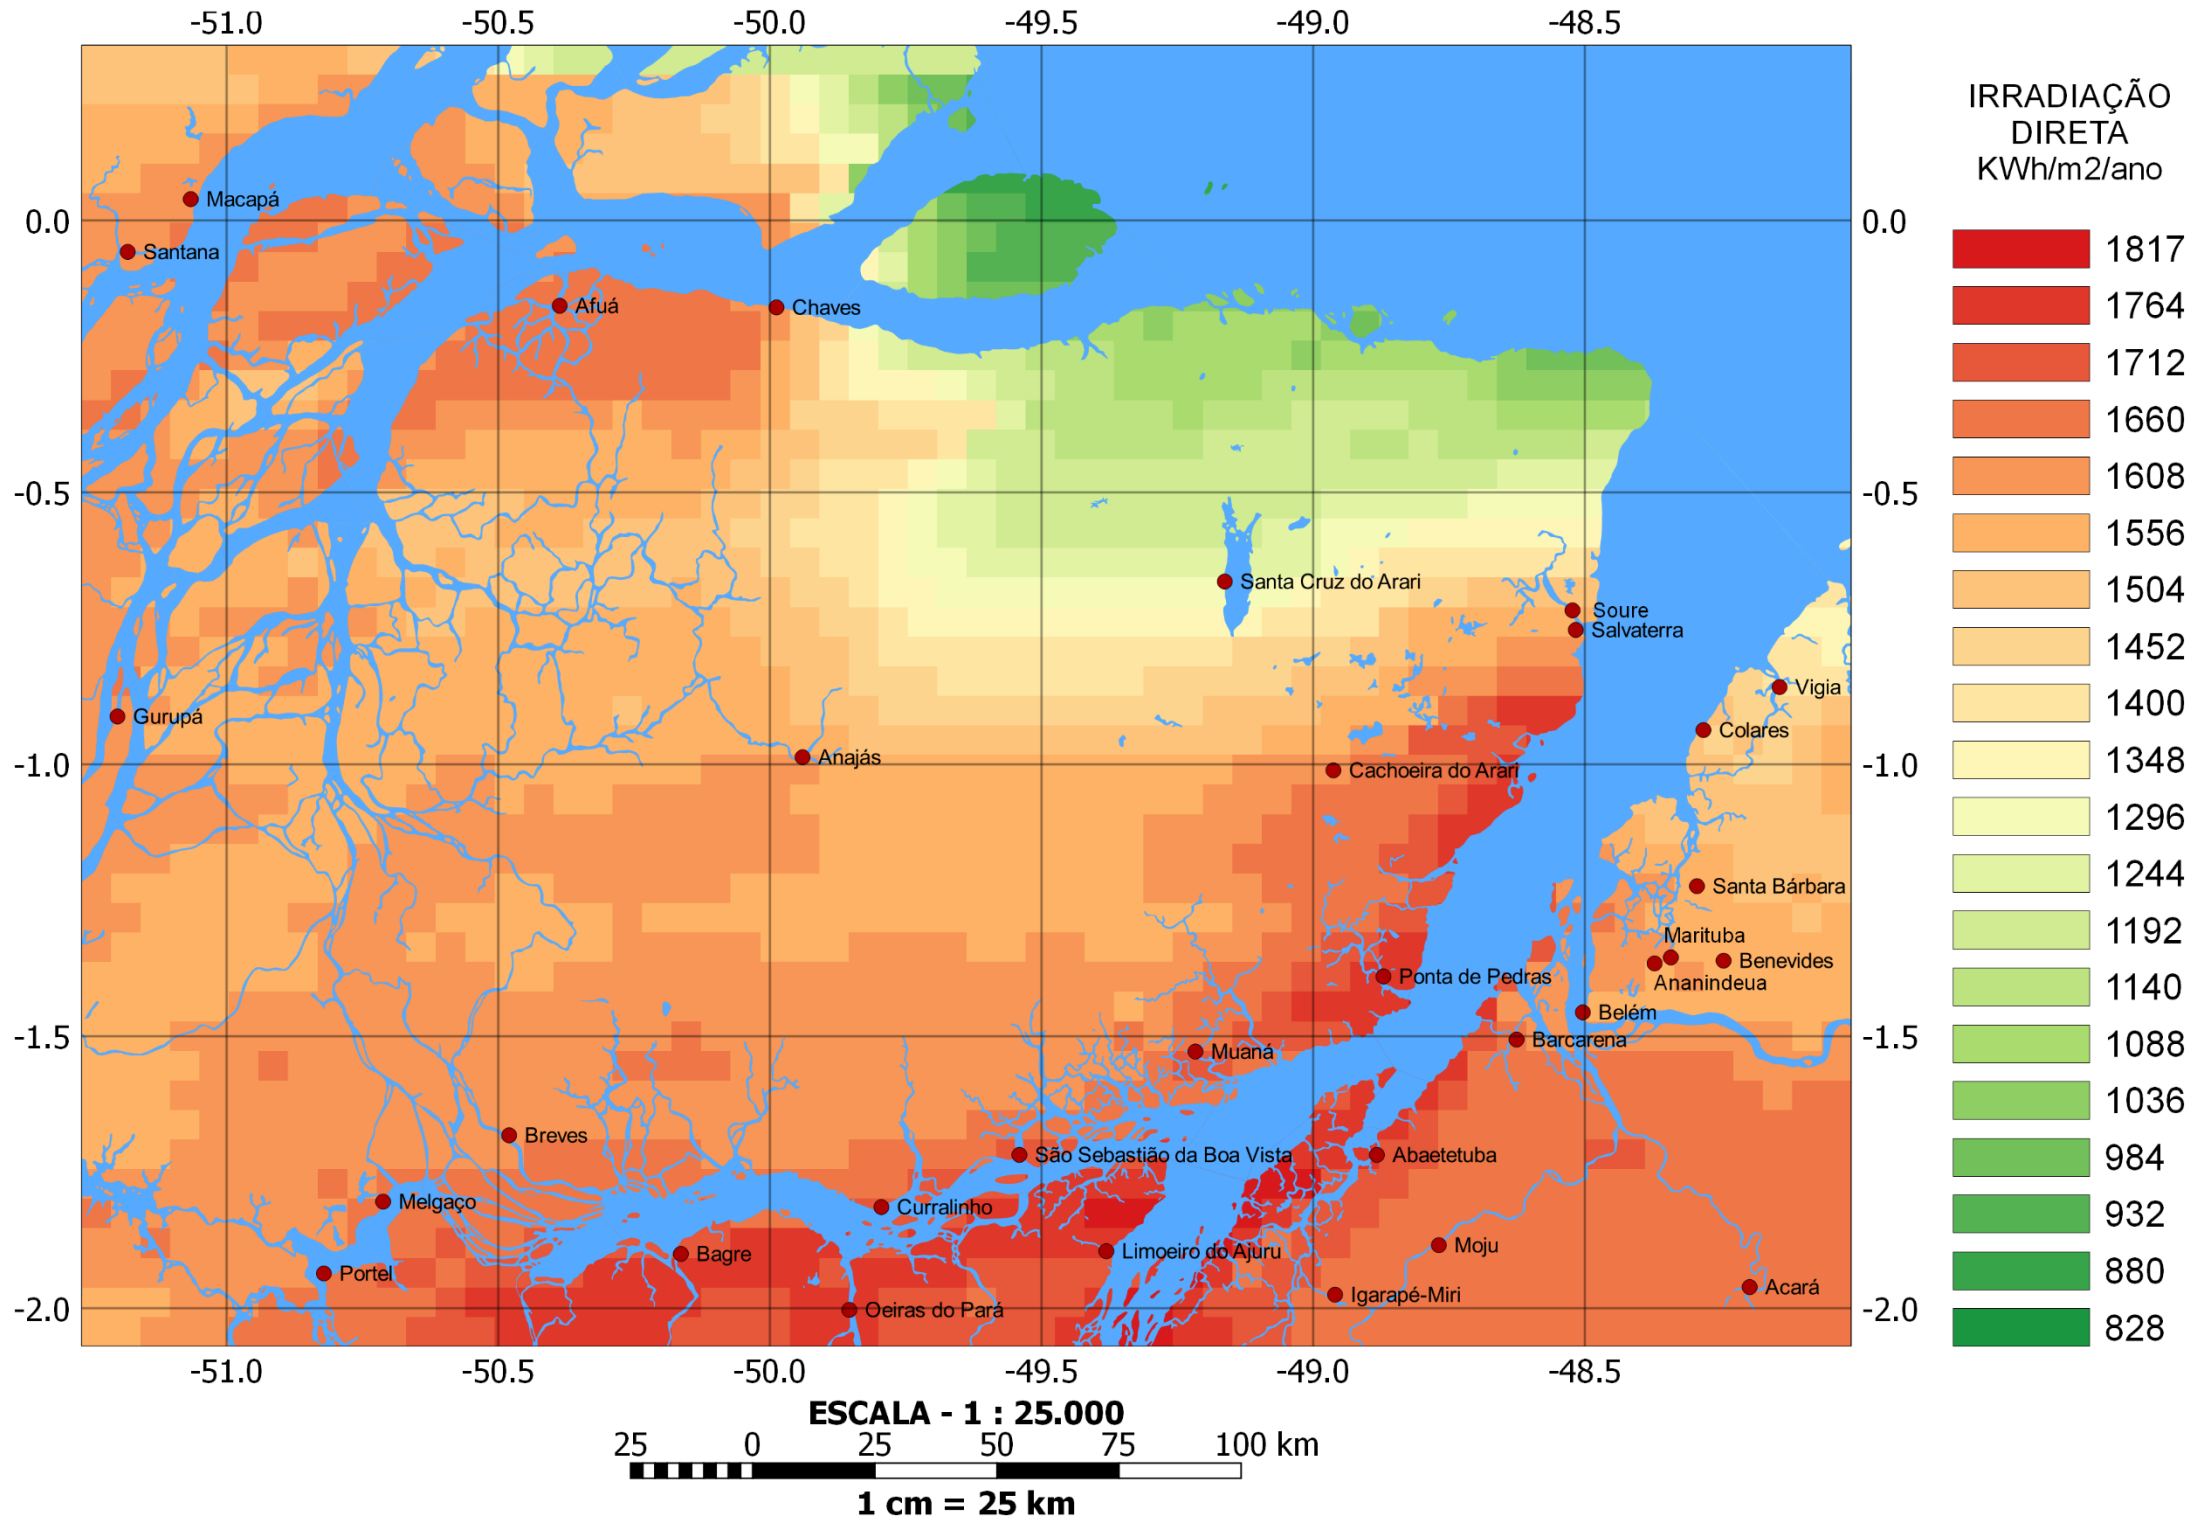 -51.0 -50.5 -50.0 -49.5 -49.0 -48.5
IRRADIAÇÃO
DIRETA
KWh/m2/ano
Macapá
0.0 0.0
Santana
1817
Afuá
Chaves
1764
1712
1660
1608
-0.5 -0.5
1556
Santa Cruz do Arari
1504
Soure
Salvaterra
1452
Vigia
1400
Gurupá
Colares
Anajás
-1.0 -1.0
1348
Cachoeira do Arari
1296
1244
Santa Bárbara
1192
Marituba
Benevides
Ponta de Pedras
Ananindeua
1140
Belém
-1.5 -1.5
Barcarena
1088
Muaná
1036
Breves
São Sebastião da Boa Vista
Abaetetuba
984
Melgaço
Curralinho
932
Bagre
Limoeiro do Ajuru
Moju
Portel
880
Acará
Igarapé-Miri
Oeiras do Pará
-2.0 -2.0
828
-51.0 -50.5 -50.0 -49.5 -49.0 -48.5
ESCALA - 1 : 25.000
25 0 25 50 75 100 km
1 cm = 25 km